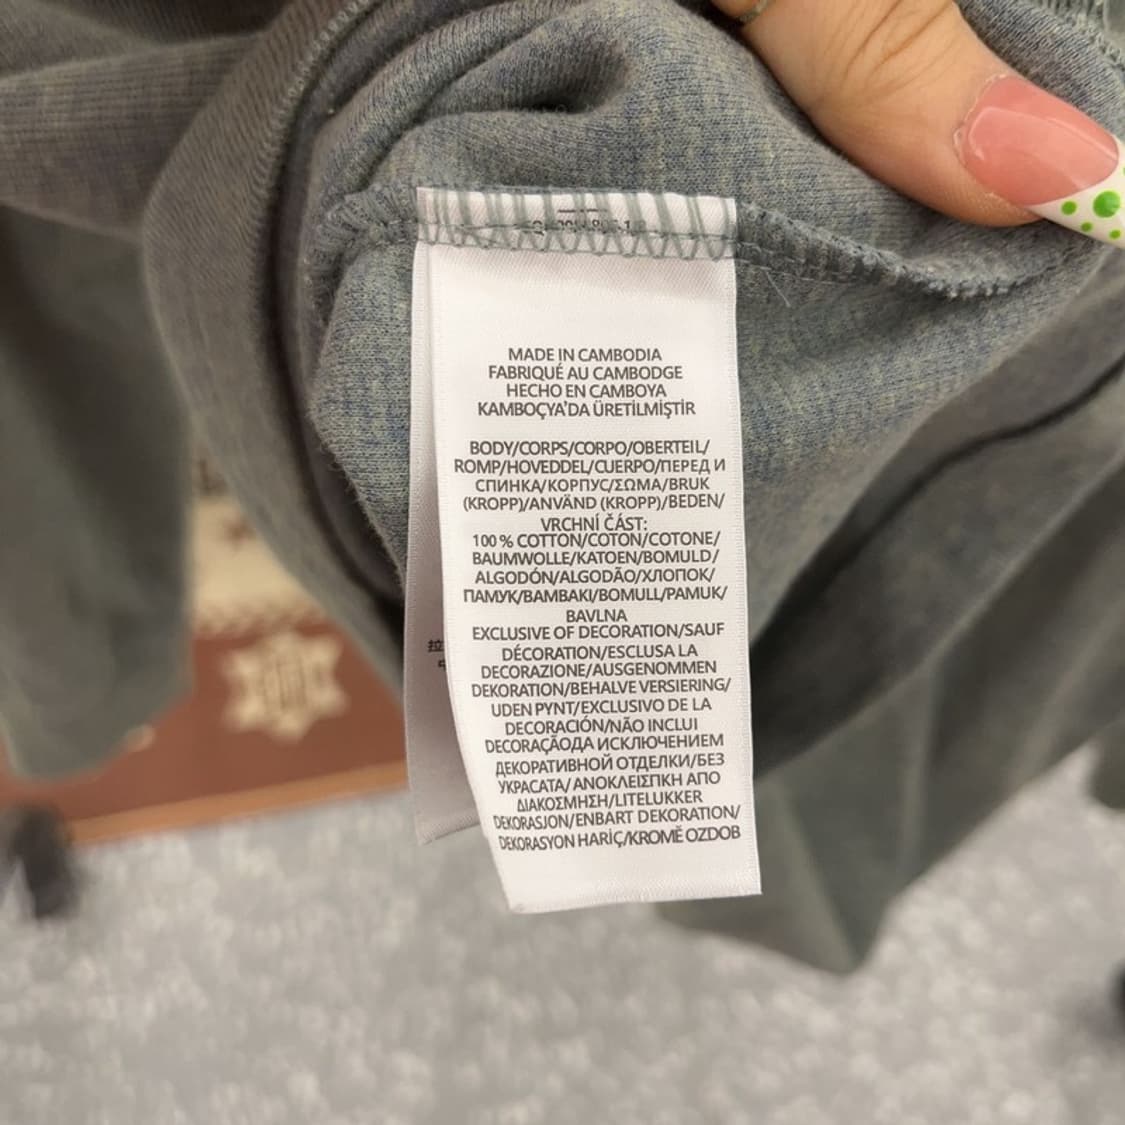 MADE IN CAMBODIA
FABRIQUÉ AU CAMBODGE
HECHO EN CAMBOYA
KAMBOÇYA'DA ÜRETİLMİŞTİR
BODY/CORPS/CORPO/OBERTEIL/
ROMP/HOVEDDEL/CUERPO/ПЕРЕД И
СПИНКА/КОРПУС/ΣΩΜΑ/BRUK
(KROPP)/ANVÄND (KROPP)/BEDEN/
VRCHNÍ ČÁST:
100 % COTTON/COTON/COTONE/
BAUMWOLLE/KATOEN/BOMULD/
ALGODÓN/ALGODÃO/ХЛОПОК/
ПАМУК/ΒΑΜΒΑΚΙ/BOMULL/PAMUK/
BAVLNA
EXCLUSIVE OF DECORATION/SAUF
DÉCORATION/ESCLUSA LA
DECORAZIONE/AUSGENOMMEN
DEKORATION/BEHALVE VERSIERING/
UDEN PYNT/EXCLUSIVO DE LA
DECORACIÓN/NÃO INCLUI
DECORAÇÃOДА ИСКЛЮЧЕНИЕМ
ДЕКОРАТИВНОЙ ОТДЕЛКИ/БЕЗ
УКРАСАТА/ΑΝΟΚΛΕΙΣΠΚΗ ΑΠΟ
ΔΙΑΚΟΣΜΗΣΗ/LITELUKKER
DEKORASJON/ENBART DEKORATION/
DEKORASYON HARİÇ/KROMĚ OZDOB